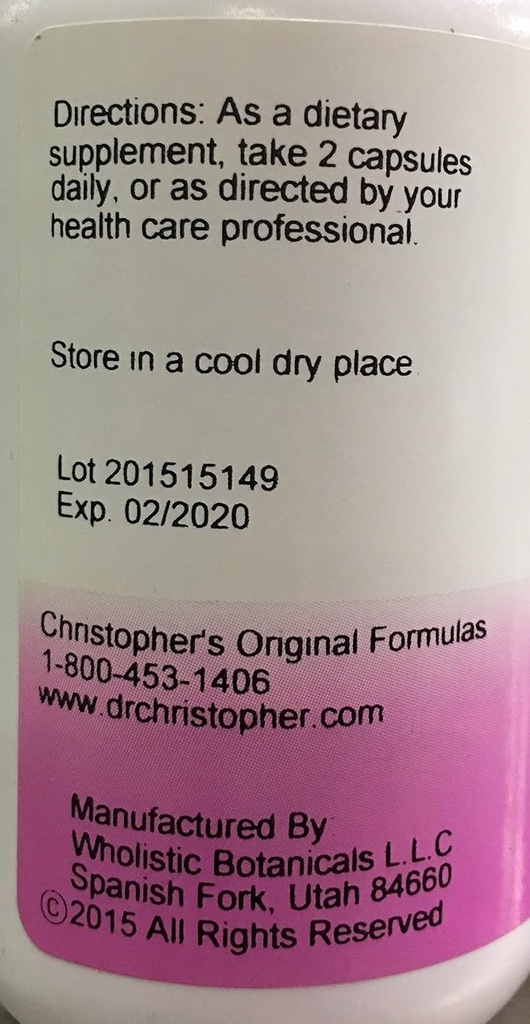 Directions: As a dietary
supplement, take 2 capsules
daily, or as directed by your
health care professional.
Store in a cool dry place
Lot 201515149
Exp. 02/2020
Christopher's Original Formulas
1-800-453-1406
www.drchristopher.com
Manufactured By
Wholistic Botanicals L.L.C
Spanish Fork, Utah 84660
©2015 All Rights Reserved